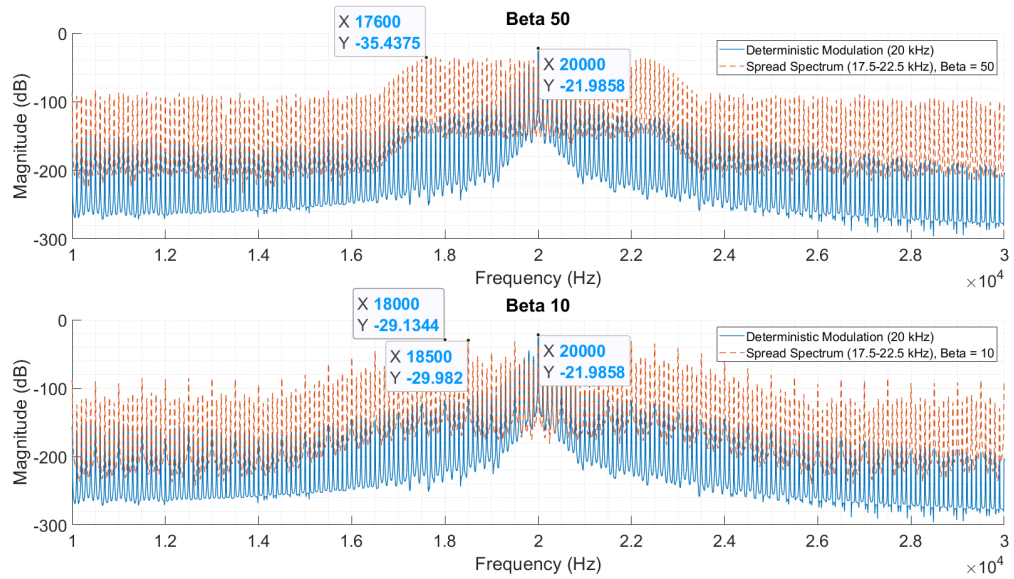 Beta 50
X 17600
Y -35.4375
X 20000
Y -21.9858
Deterministic Modulation (20 kHz)
Spread Spectrum (17.5-22.5 kHz), Beta = 50
Magnitude (dB)
0
-100
-200
-300
1 1.2 1.4 1.6 1.8 2 2.2 2.4 2.6 2.8 3
Frequency (Hz)
×10⁴
Beta 10
X 18000
Y -29.1344
X 18500
Y -29.982
X 20000
Y -21.9858
Deterministic Modulation (20 kHz)
Spread Spectrum (17.5-22.5 kHz), Beta = 10
Magnitude (dB)
0
-100
-200
-300
1 1.2 1.4 1.6 1.8 2 2.2 2.4 2.6 2.8 3
Frequency (Hz)
×10⁴